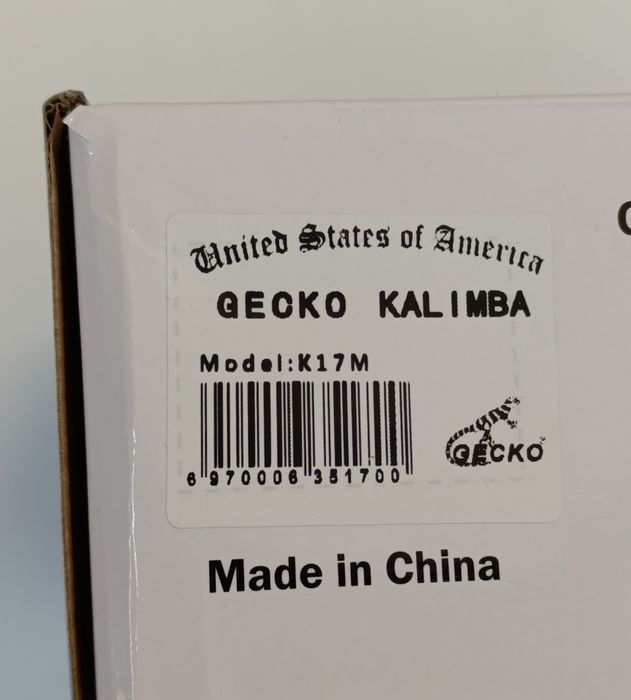 United States of America
GECKO KALIMBA
Model:K17M
6 970006 351700
GECKO
Made in China